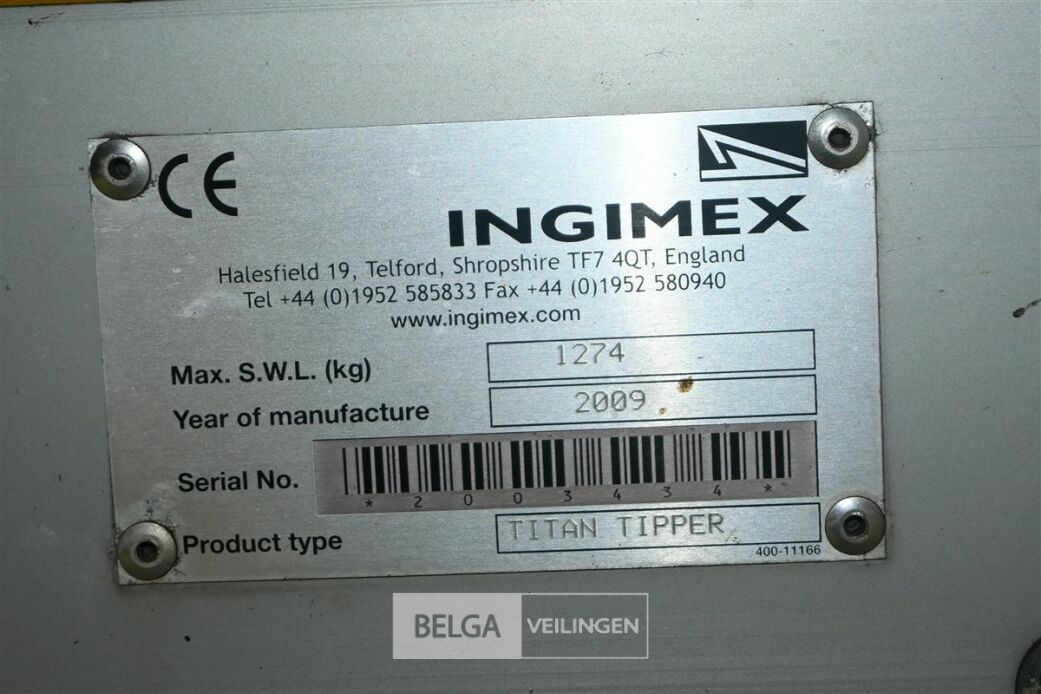 CE
INGIMEX
Halesfield 19, Telford, Shropshire TF7 4QT, England
Tel +44 (0)1952 585833 Fax +44 (0)1952 580940
www.ingimex.com
Max. S.W.L. (kg) 1274
Year of manufacture 2009
Serial No. *2003434*
Product type TITAN TIPPER
400-11166
BELGA VEILINGEN